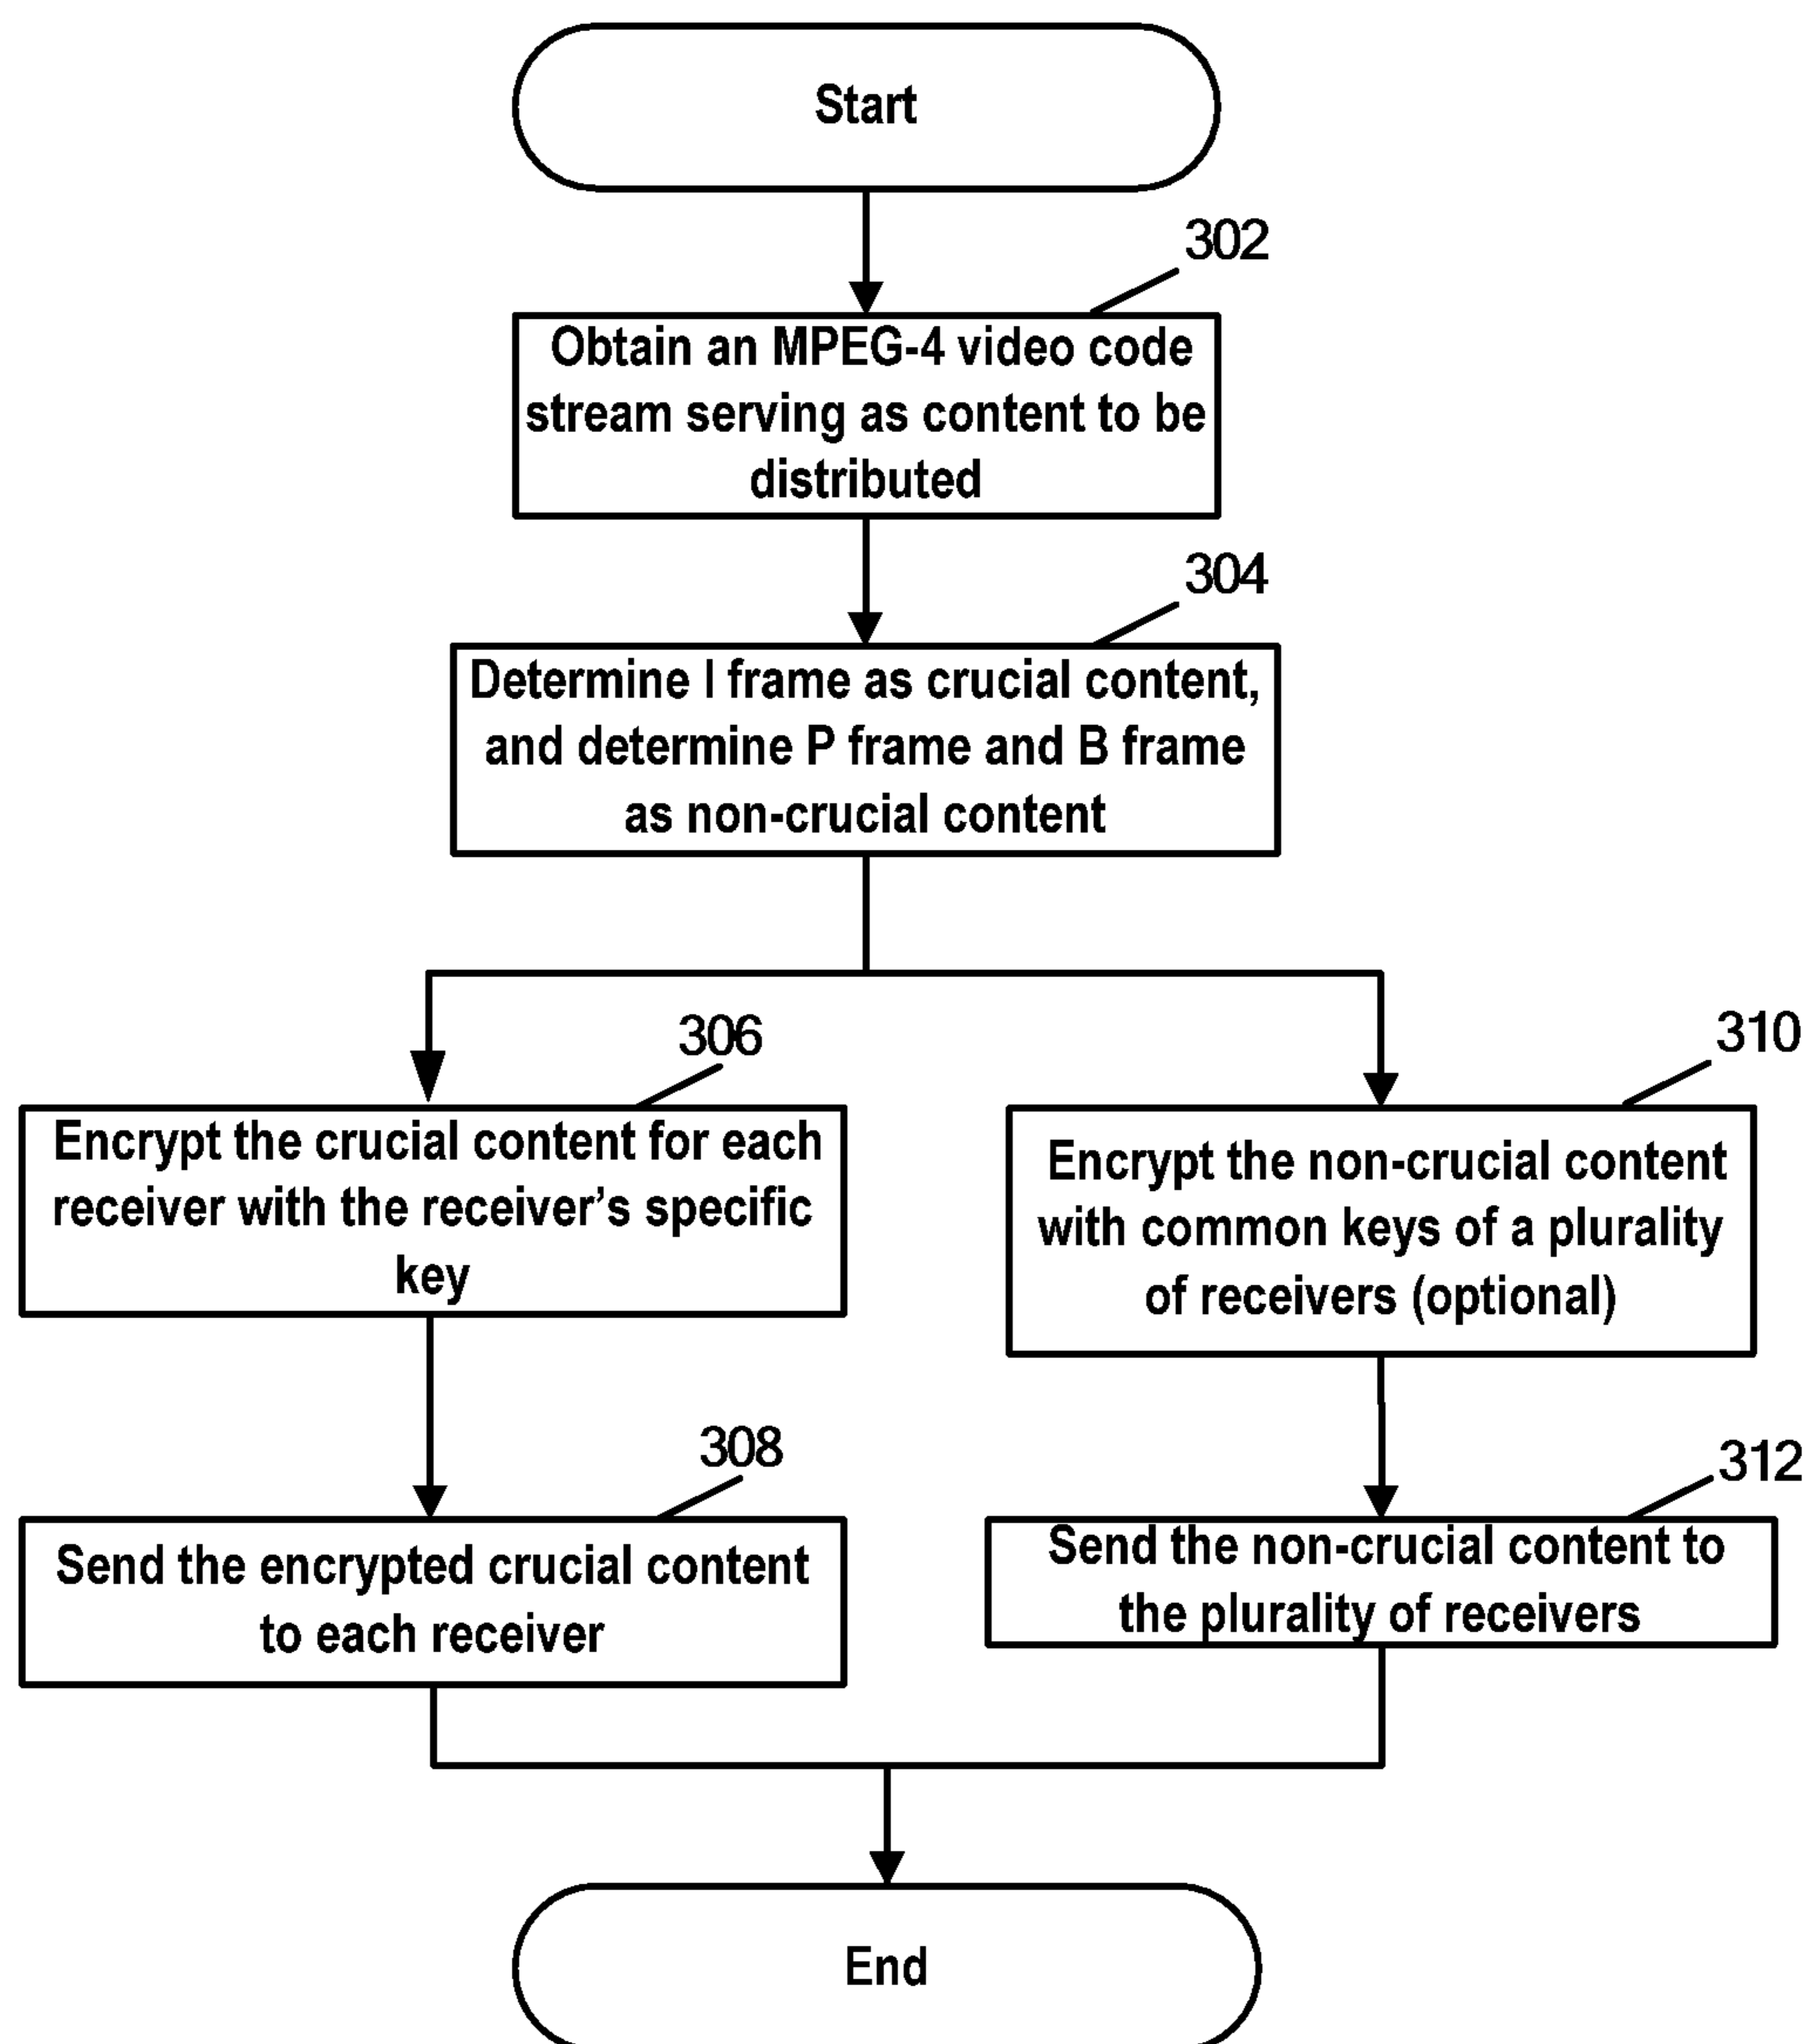 Start
302
Obtain an MPEG-4 video code
stream serving as content to be
distributed
304
Determine I frame as crucial content,
and determine P frame and B frame
as non-crucial content
306
Encrypt the crucial content for each
receiver with the receiver’s specific
key
310
Encrypt the non-crucial content
with common keys of a plurality
of receivers (optional)
308
Send the encrypted crucial content
to each receiver
312
Send the non-crucial content to
the plurality of receivers
End